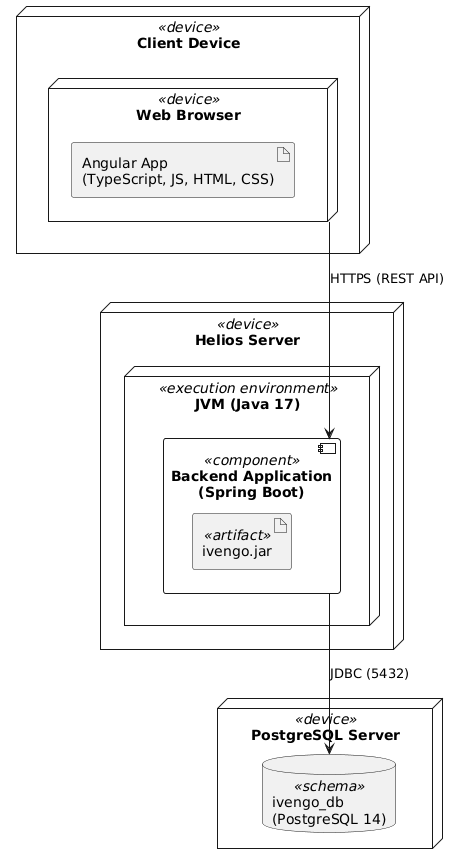 «device»
Client Device
«device»
Web Browser
Angular App
(TypeScript, JS, HTML, CSS)
HTTPS (REST API)
«device»
Helios Server
«execution environment»
JVM (Java 17)
«component»
Backend Application
(Spring Boot)
«artifact»
ivengo.jar
JDBC (5432)
«device»
PostgreSQL Server
«schema»
ivengo_db
(PostgreSQL 14)